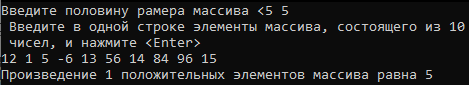 Введите половину рамера массива <5 5
Введите в одной строке элементы массива, состоящего из 10
чисел, и нажмите <Enter>
12 1 5 -6 13 56 14 84 96 15
Произведение 1 положительных элементов массива равна 5